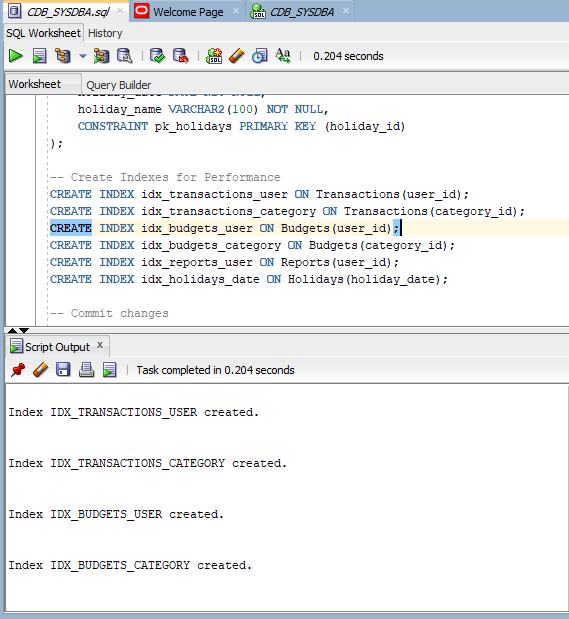 CDB_SYSDBA.sql × Welcome Page × CDB_SYSDBA ×
SQL Worksheet History
0.204 seconds
Worksheet Query Builder
holiday_name VARCHAR2(100) NOT NULL,
CONSTRAINT pk_holidays PRIMARY KEY (holiday_id)
);
-- Create Indexes for Performance
CREATE INDEX idx_transactions_user ON Transactions(user_id);
CREATE INDEX idx_transactions_category ON Transactions(category_id);
CREATE INDEX idx_budgets_user ON Budgets(user_id);
CREATE INDEX idx_budgets_category ON Budgets(category_id);
CREATE INDEX idx_reports_user ON Reports(user_id);
CREATE INDEX idx_holidays_date ON Holidays(holiday_date);
-- Commit changes
Script Output ×
Task completed in 0.204 seconds
Index IDX_TRANSACTIONS_USER created.
Index IDX_TRANSACTIONS_CATEGORY created.
Index IDX_BUDGETS_USER created.
Index IDX_BUDGETS_CATEGORY created.